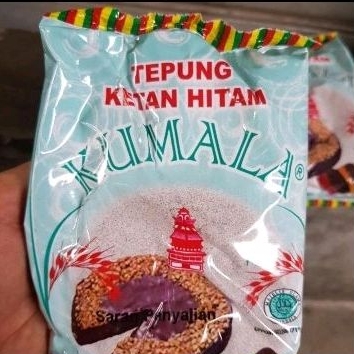 TEPUNG
KETAN HITAM
KUMALA®
Saran Penyajian